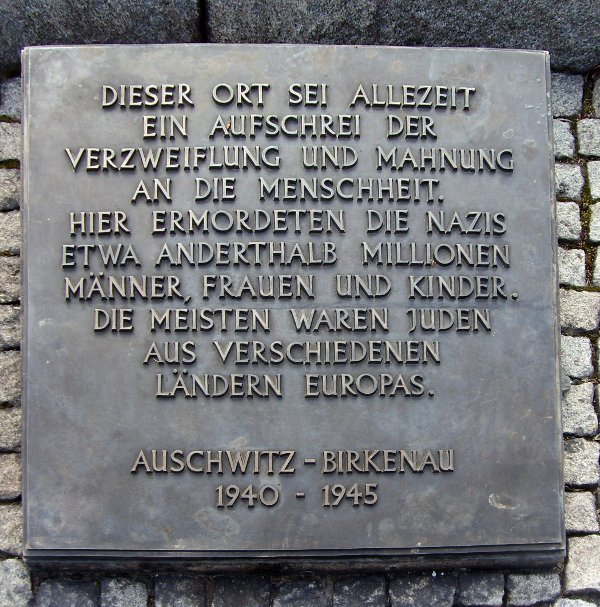 DIESER ORT SEI ALLEZEIT
EIN AUFSCHREI DER
VERZWEIFLUNG UND MAHNUNG
AN DIE MENSCHHEIT.
HIER ERMORDETEN DIE NAZIS
ETWA ANDERTHALB MILLIONEN
MÄNNER, FRAUEN UND KINDER.
DIE MEISTEN WAREN JUDEN
AUS VERSCHIEDENEN
LÄNDERN EUROPAS.
AUSCHWITZ - BIRKENAU
1940 - 1945